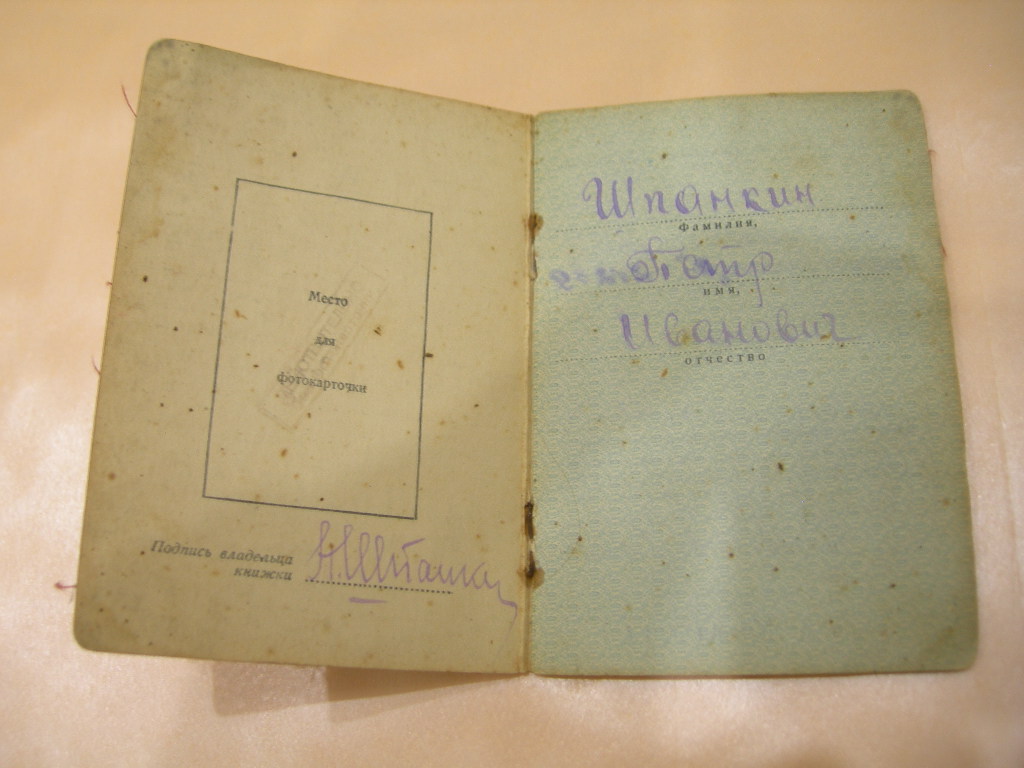 Место
для
фотокарточки
Подпись владельца
книжки
Шпанкин
фамилия,
Петр
имя,
Иванович
отчество